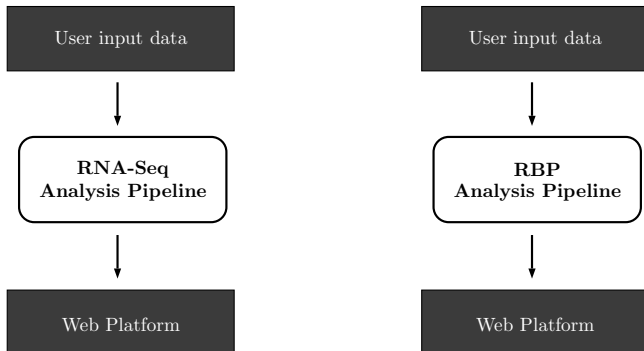 User input data
RNA-Seq
Analysis Pipeline
Web Platform
User input data
RBP
Analysis Pipeline
Web Platform